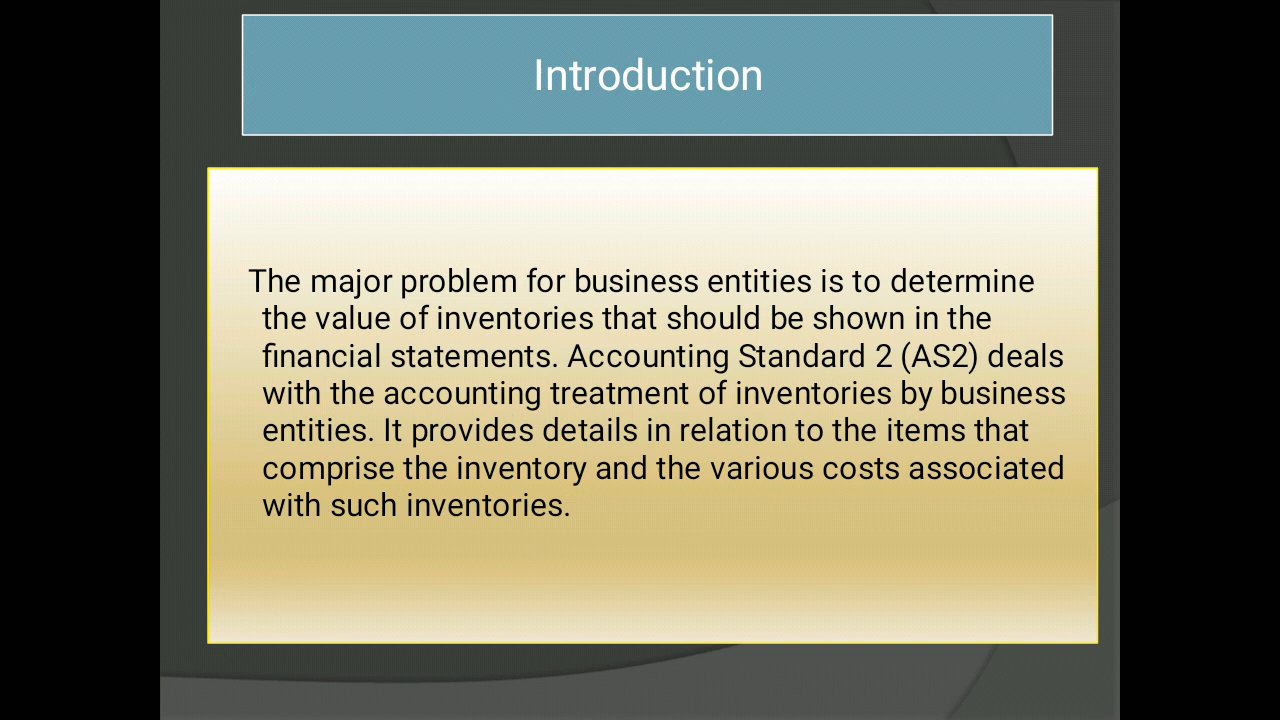 Introduction
The major problem for business entities is to determine
the value of inventories that should be shown in the
financial statements. Accounting Standard 2 (AS2) deals
with the accounting treatment of inventories by business
entities. It provides details in relation to the items that
comprise the inventory and the various costs associated
with such inventories.